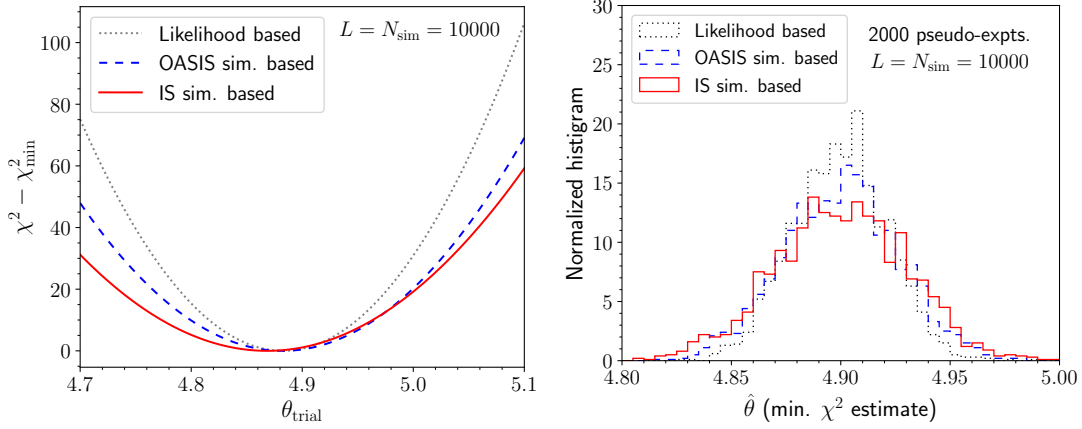 Likelihood based
OASIS sim. based
IS sim. based
L = N_sim = 10000
χ² − χ²_min
100
80
60
40
20
0
4.7
4.8
4.9
5.0
5.1
θ_trial
Likelihood based
OASIS sim. based
IS sim. based
2000 pseudo-expts.
L = N_sim = 10000
Normalized histigram
30
25
20
15
10
5
0
4.80
4.85
4.90
4.95
5.00
θ̂ (min. χ² estimate)